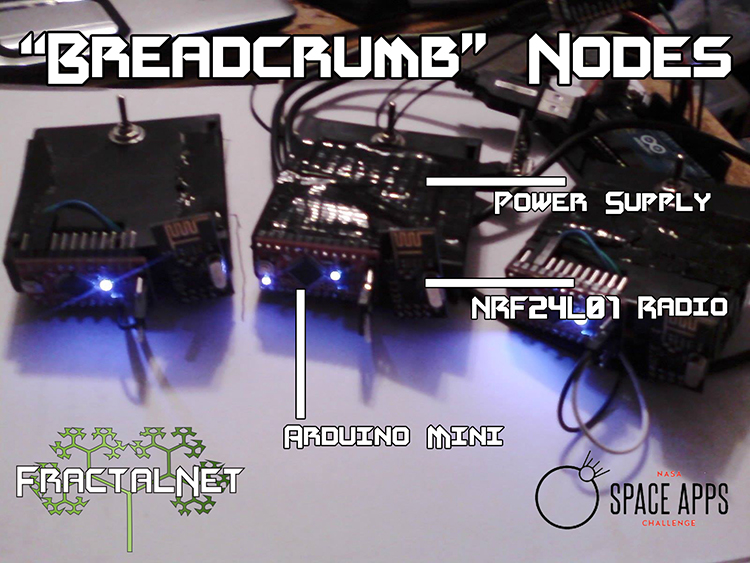 "Breadcrumb" Nodes
Power Supply
NRF24L01 Radio
Arduino Mini
FractalNet
NASA
SPACE APPS
CHALLENGE